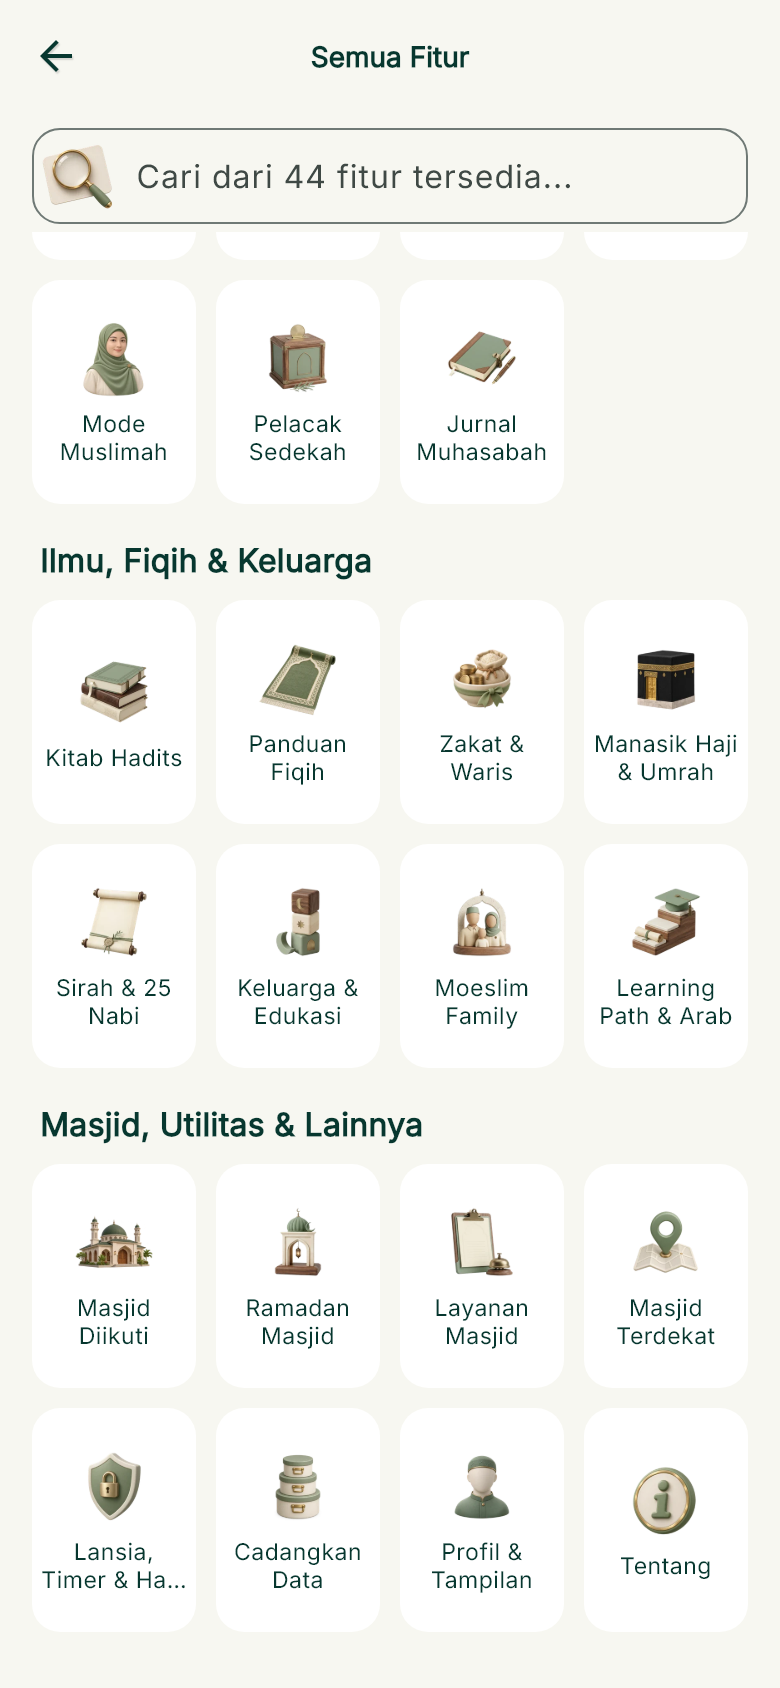 Semua Fitur
Cari dari 44 fitur tersedia...
Mode
Muslimah
Pelacak
Sedekah
Jurnal
Muhasabah
Ilmu, Fiqih & Keluarga
Kitab Hadits
Panduan
Fiqih
Zakat &
Waris
Manasik Haji
& Umrah
Sirah & 25
Nabi
Keluarga &
Edukasi
Moeslim
Family
Learning
Path & Arab
Masjid, Utilitas & Lainnya
Masjid
Diikuti
Ramadan
Masjid
Layanan
Masjid
Masjid
Terdekat
Lansia,
Timer & Ha...
Cadangkan
Data
Profil &
Tampilan
Tentang